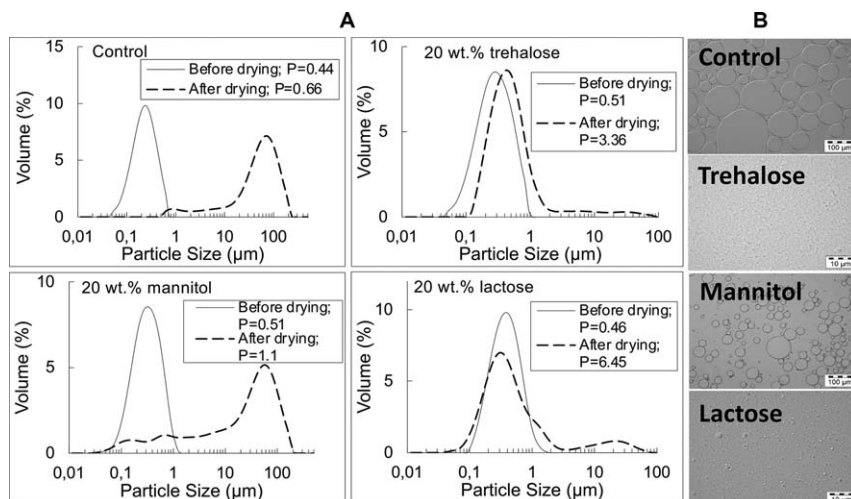 A
B
Control
Before drying; P=0.44
After drying; P=0.66
15
10
5
0
Volume (%)
0,01 0,1 1 10 100
Particle Size (µm)
20 wt.% trehalose
Before drying;
P=0.51
After drying;
P=3.36
10
5
0
Volume (%)
0,01 0,1 1 10 100
Particle Size (µm)
20 wt.% mannitol
Before drying;
P=0.51
After drying;
P=1.1
10
5
0
Volume (%)
0,01 0,1 1 10 100
Particle Size (µm)
20 wt.% lactose
Before drying;
P=0.46
After drying;
P=6.45
10
5
0
Volume (%)
0,01 0,1 1 10 100
Particle Size (µm)
Control
100 µm
Trehalose
10 µm
Mannitol
100 µm
Lactose